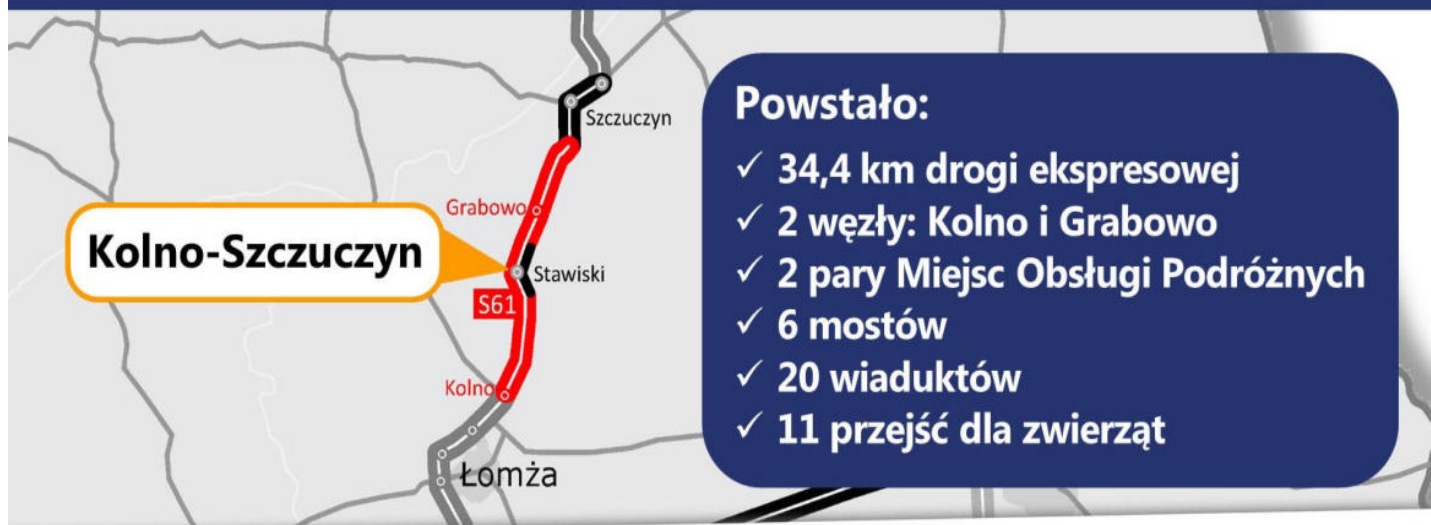 Szczuczyn
Grabowo
Kolno-Szczuczyn
Stawiski
S61
Kolno
Łomża
Powstało:
✓ 34,4 km drogi ekspresowej
✓ 2 węzły: Kolno i Grabowo
✓ 2 pary Miejsc Obsługi Podróżnych
✓ 6 mostów
✓ 20 wiaduktów
✓ 11 przejść dla zwierząt